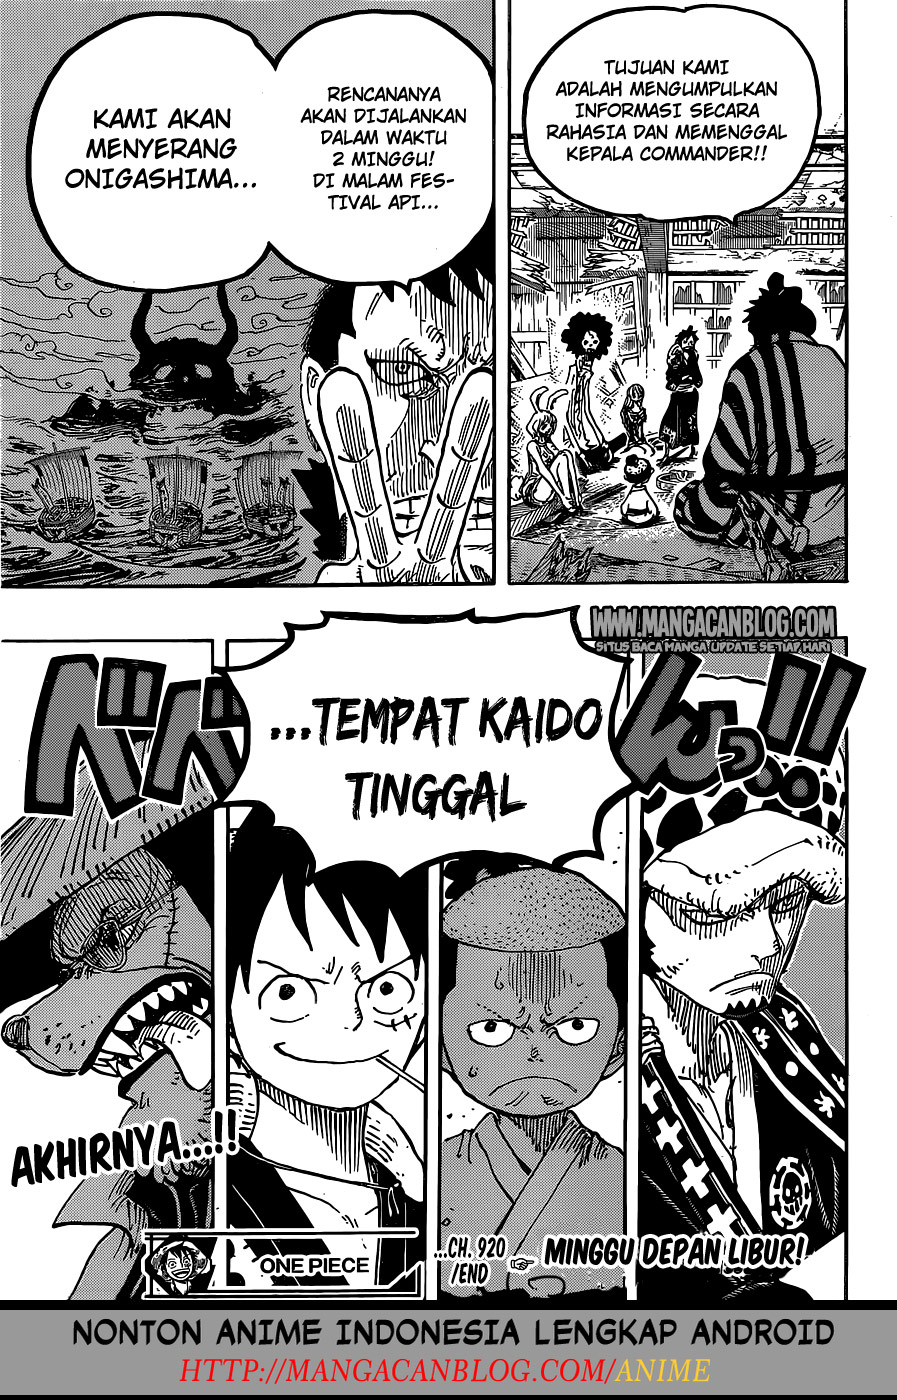 TUJUAN KAMI
ADALAH MENGUMPULKAN
INFORMASI SECARA
RAHASIA DAN MEMENGGAL
KEPALA COMMANDER!!
RENCANANYA
AKAN DIJALANKAN
DALAM WAKTU
2 MINGGU!
DI MALAM FES-
TIVAL API...
KAMI AKAN
MENYERANG
ONIGASHIMA...
WWW.MANGACANBLOG.COM
SITUS BACA MANGA UPDATE SETIAP HARI
...TEMPAT KAIDO
TINGGAL
ベベんっ!!
AKHIRNYA...!!
ONE PIECE
...CH. 920
/END
☞ MINGGU DEPAN LIBUR!
NONTON ANIME INDONESIA LENGKAP ANDROID
HTTP://MANGACANBLOG.COM/ANIME